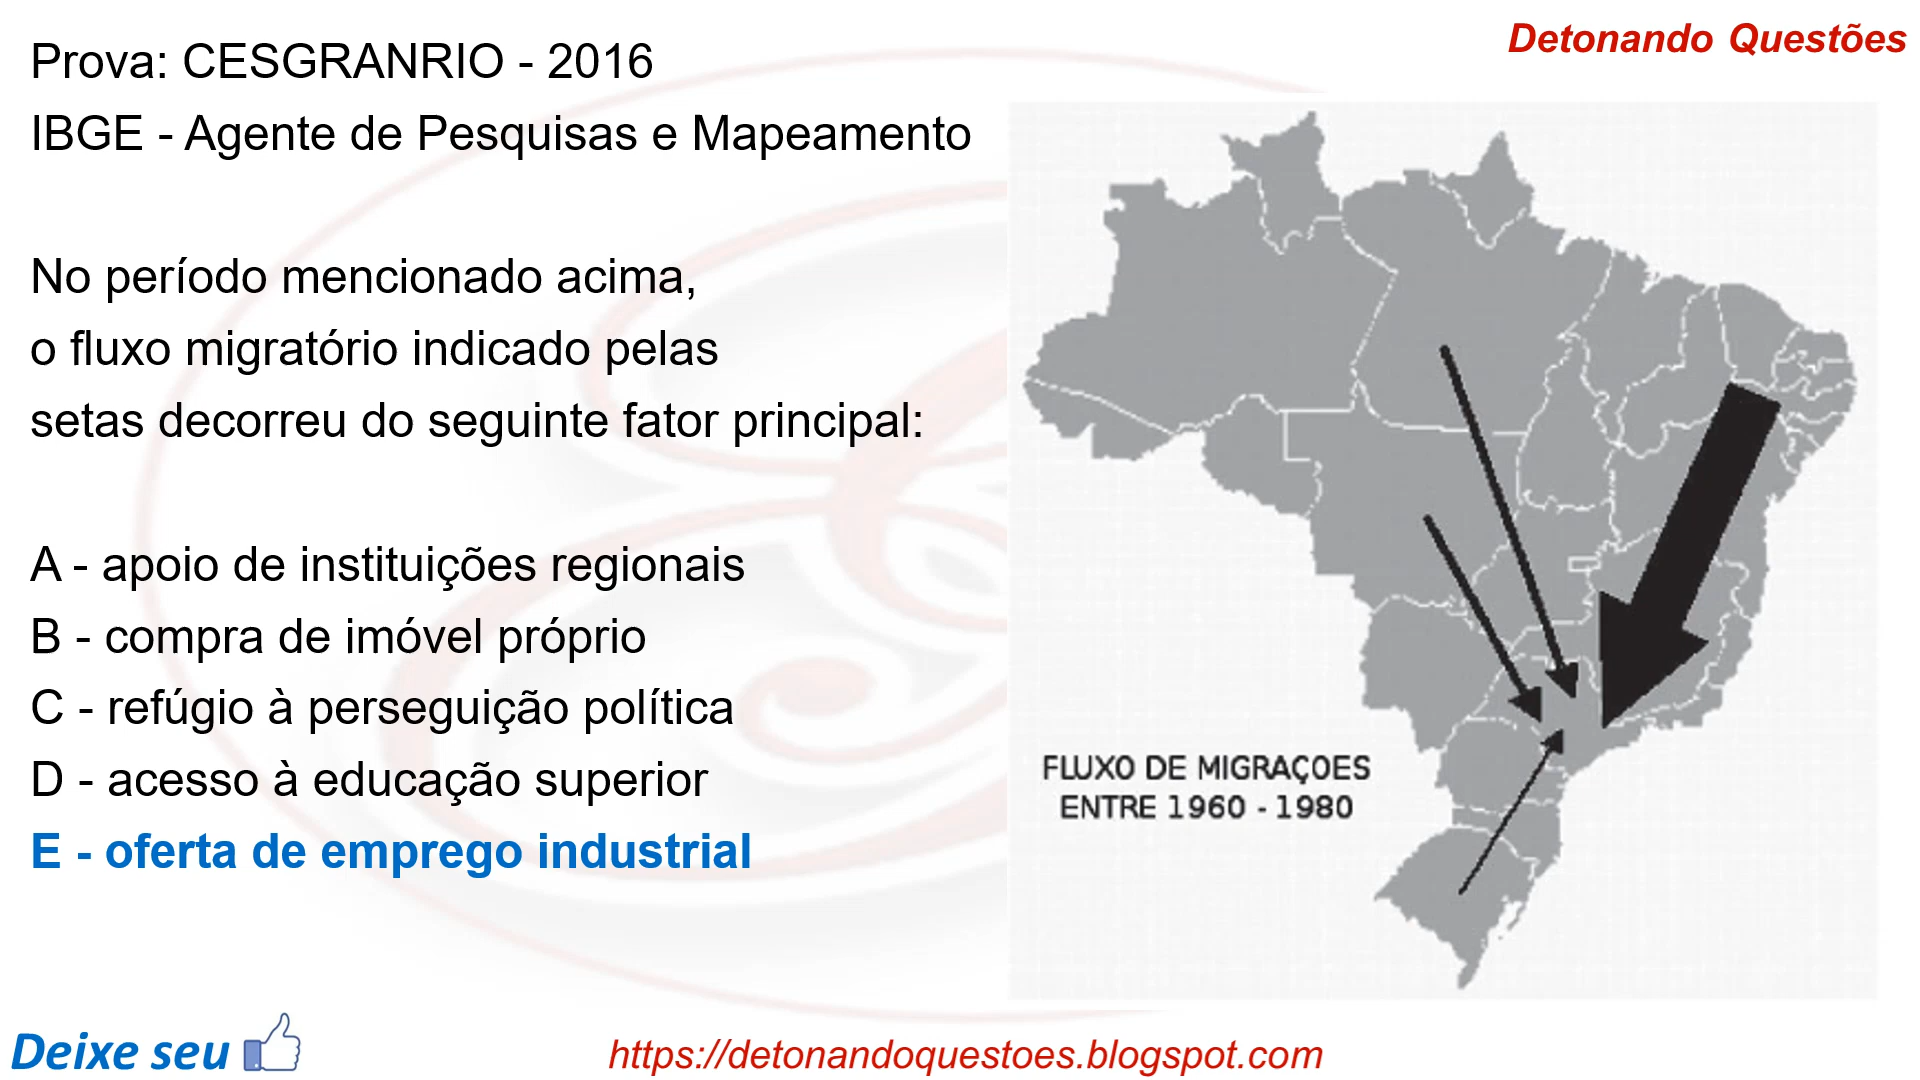 Detonando Questões
Prova: CESGRANRIO - 2016
IBGE - Agente de Pesquisas e Mapeamento
No período mencionado acima,
o fluxo migratório indicado pelas
setas decorreu do seguinte fator principal:
A - apoio de instituições regionais
B - compra de imóvel próprio
C - refúgio à perseguição política
D - acesso à educação superior
E - oferta de emprego industrial
FLUXO DE MIGRAÇOES
ENTRE 1960 - 1980
Deixe seu
https://detonandoquestoes.blogspot.com